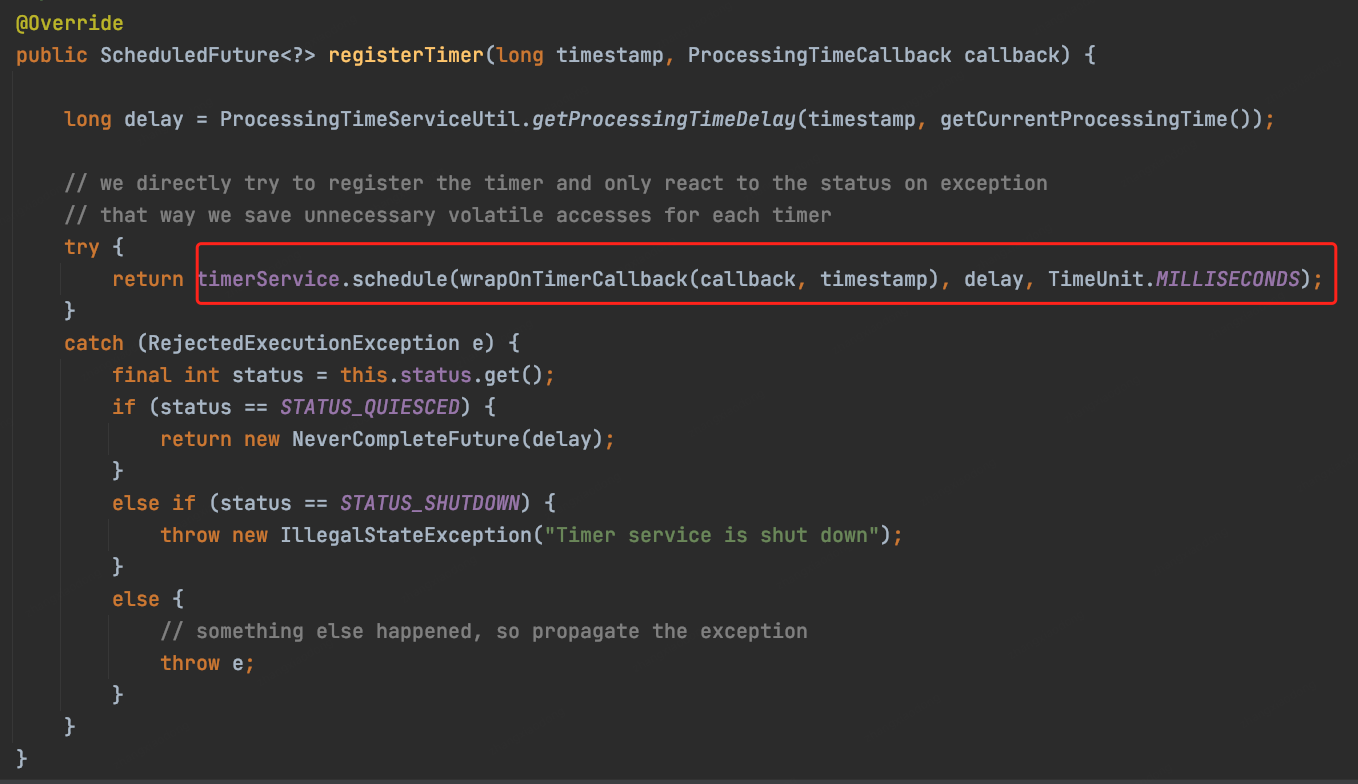 @Override
public ScheduledFuture<?> registerTimer(long timestamp, ProcessingTimeCallback callback) {
long delay = ProcessingTimeServiceUtil.getProcessingTimeDelay(timestamp, getCurrentProcessingTime());
// we directly try to register the timer and only react to the status on exception
// that way we save unnecessary volatile accesses for each timer
try {
return timerService.schedule(wrapOnTimerCallback(callback, timestamp), delay, TimeUnit.MILLISECONDS);
}
catch (RejectedExecutionException e) {
final int status = this.status.get();
if (status == STATUS_QUIESCED) {
return new NeverCompleteFuture(delay);
}
else if (status == STATUS_SHUTDOWN) {
throw new IllegalStateException("Timer service is shut down");
}
else {
// something else happened, so propagate the exception
throw e;
}
}
}